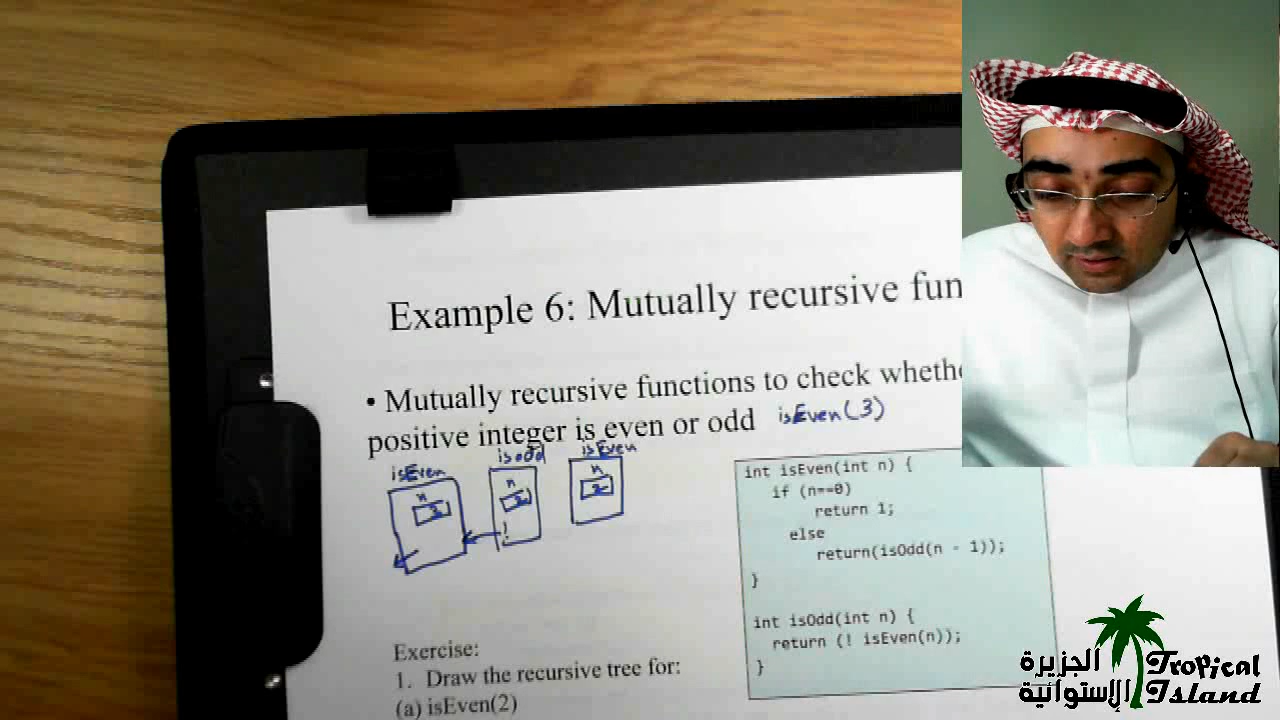 Example 6: Mutually recursive fun
• Mutually recursive functions to check whethe
positive integer is even or odd isEven(3)
isEven isodd isEven
n n n
!
int isEven(int n) {
if (n==0)
return 1;
else
return(isOdd(n - 1));
}
int isOdd(int n) {
return (! isEven(n));
}
Exercise:
1. Draw the recursive tree for:
(a) isEven(2)
الجزيرة
الإستوائية
Tropical
Island